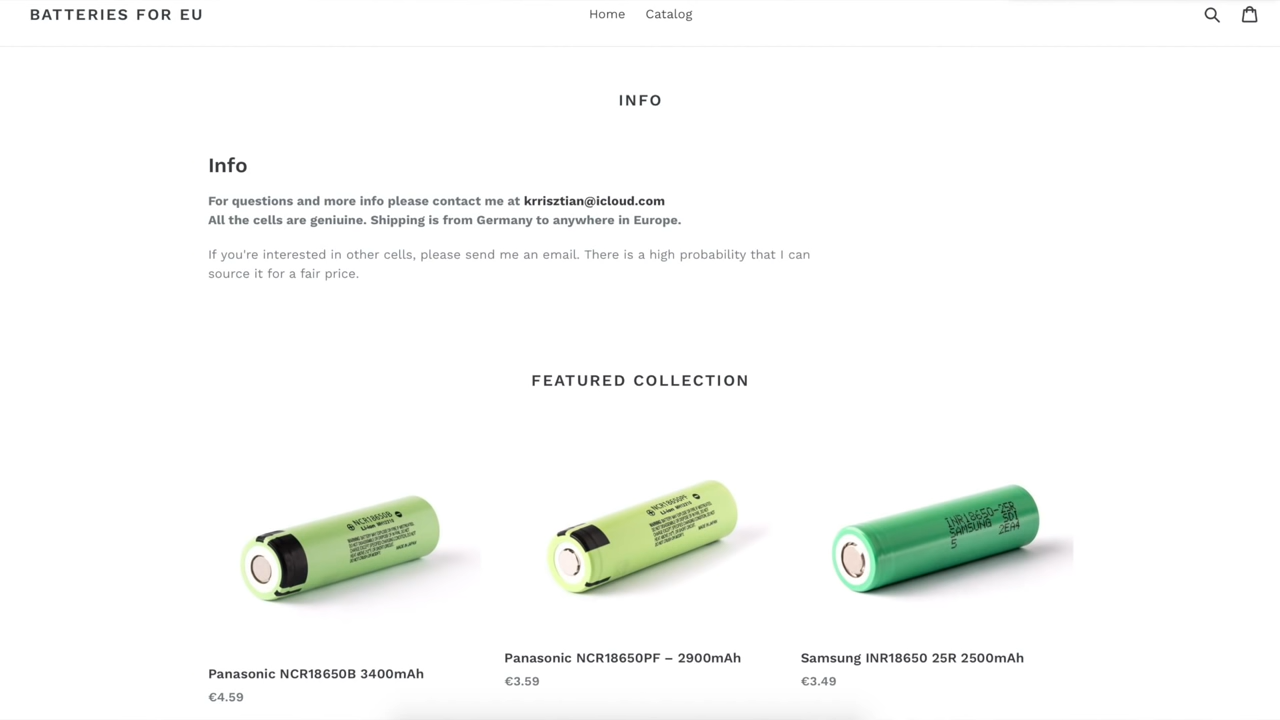 BATTERIES FOR EU
Home Catalog
INFO
Info
For questions and more info please contact me at krrisztian@icloud.com
All the cells are geniuine. Shipping is from Germany to anywhere in Europe.
If you're interested in other cells, please send me an email. There is a high probability that I can
source it for a fair price.
FEATURED COLLECTION
NCR18650B
NCR18650PF
INR18650-25R
SAMSUNG SDI
2EA4
5
Panasonic NCR18650B 3400mAh
€4.59
Panasonic NCR18650PF – 2900mAh
€3.59
Samsung INR18650 25R 2500mAh
€3.49